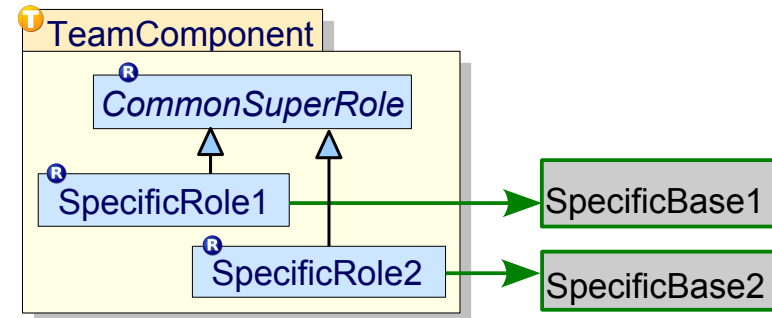 T
TeamComponent
R
CommonSuperRole
R
SpecificRole1
SpecificBase1
R
SpecificRole2
SpecificBase2